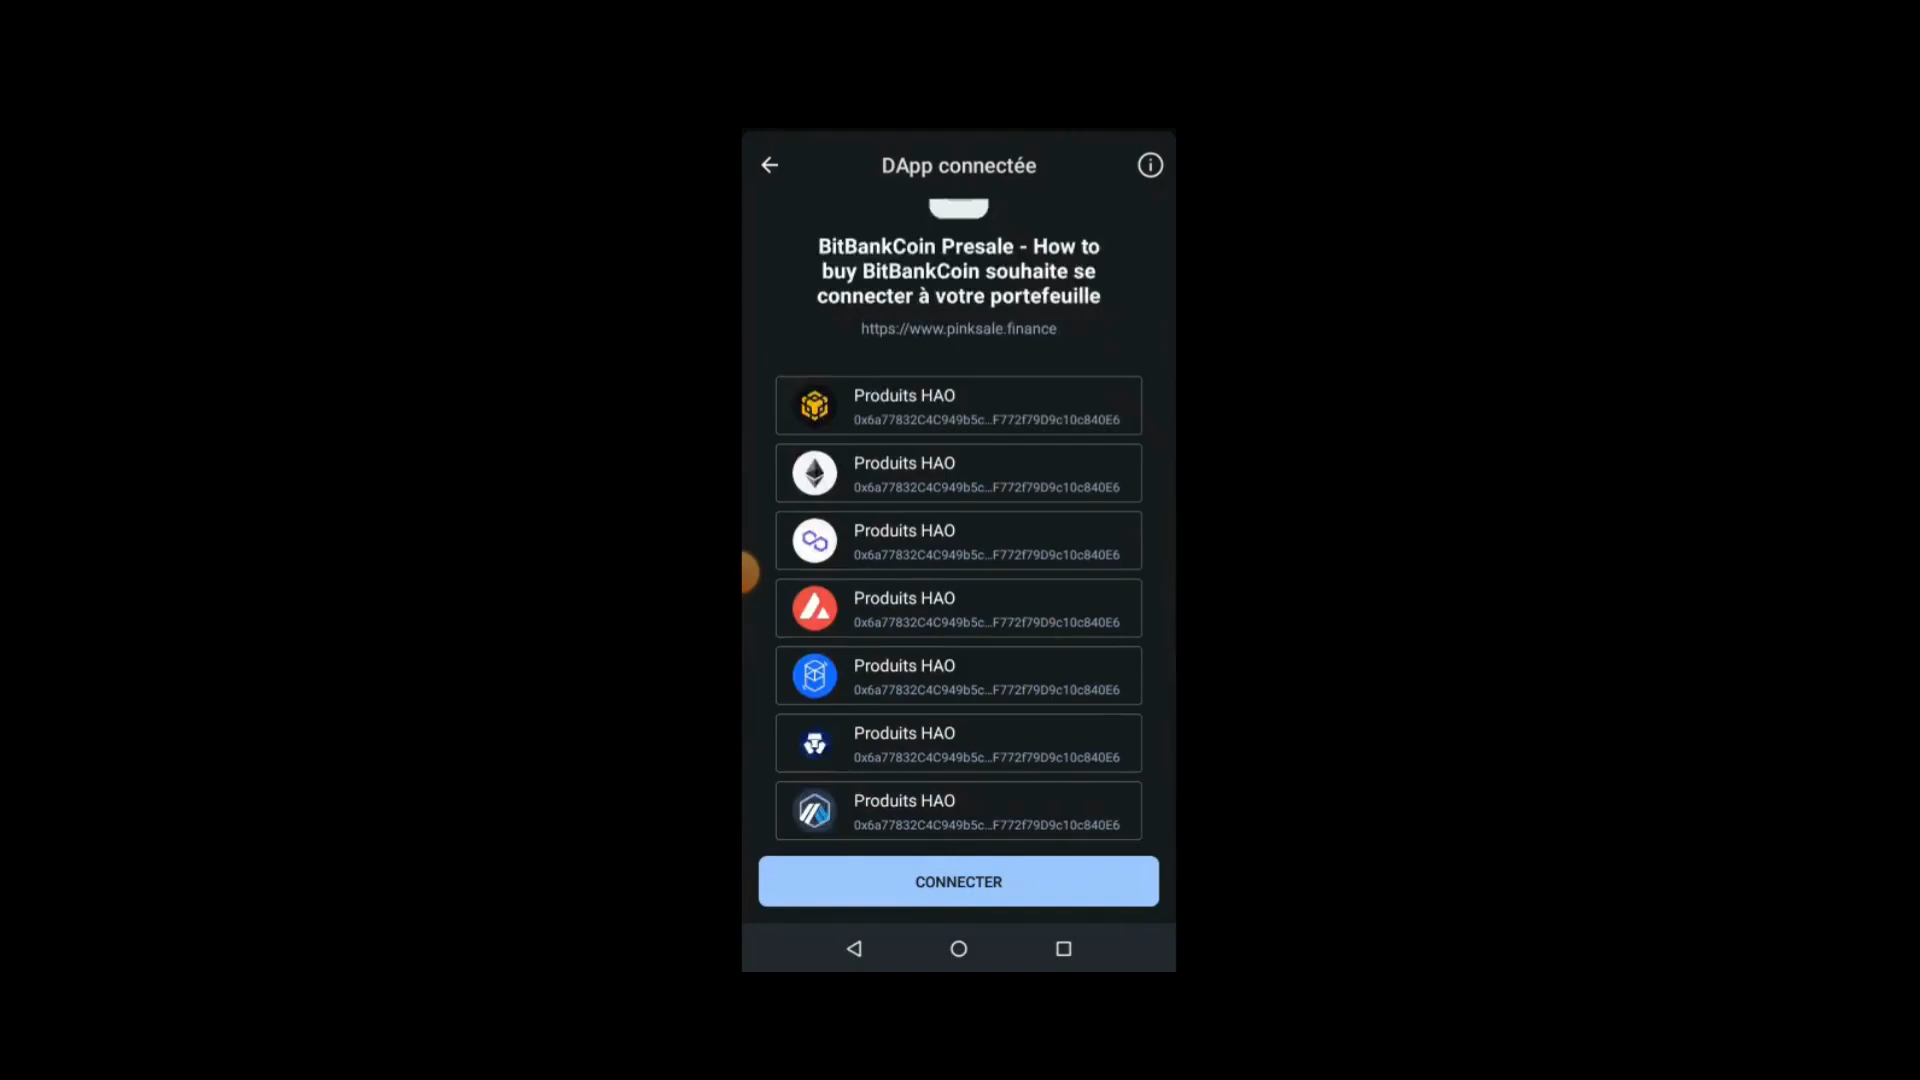 DApp connectée
BitBankCoin Presale - How to
buy BitBankCoin souhaite se
connecter à votre portefeuille
https://www.pinksale.finance
Produits HAO
0x6a77832C4C949b5c...F772f79D9c10c840E6
Produits HAO
0x6a77832C4C949b5c...F772f79D9c10c840E6
Produits HAO
0x6a77832C4C949b5c...F772f79D9c10c840E6
Produits HAO
0x6a77832C4C949b5c...F772f79D9c10c840E6
Produits HAO
0x6a77832C4C949b5c...F772f79D9c10c840E6
Produits HAO
0x6a77832C4C949b5c...F772f79D9c10c840E6
Produits HAO
0x6a77832C4C949b5c...F772f79D9c10c840E6
CONNECTER